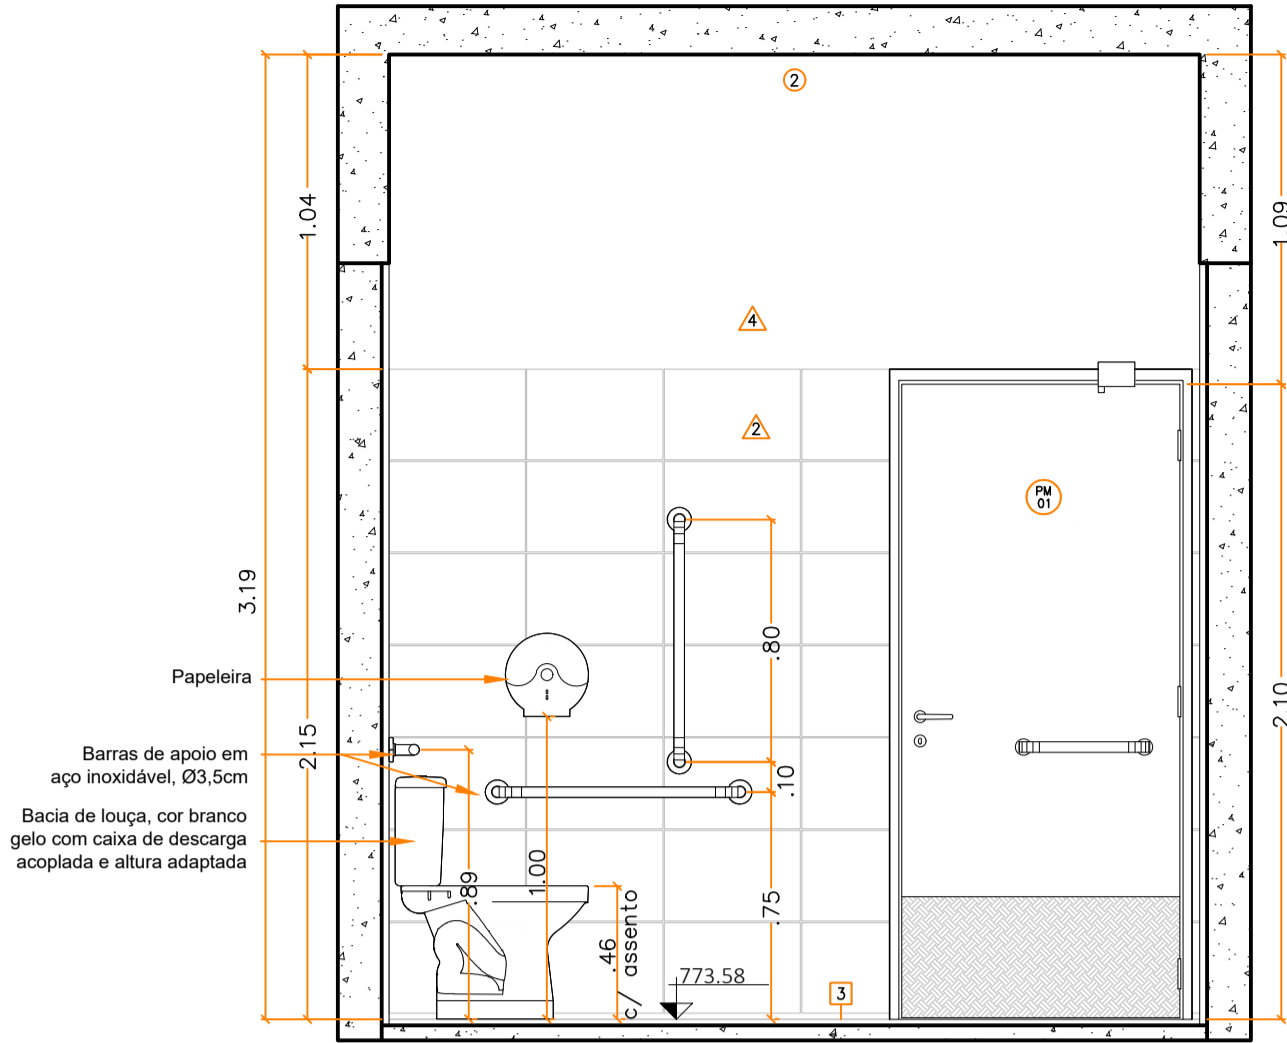 2
1.04
1.09
4
2
PM
01
3.19
.80
Papeleira
2.15
2.10
Barras de apoio em
aço inoxidável, Ø3,5cm
.10
Bacia de louça, cor branco
gelo com caixa de descarga
acoplada e altura adaptada
.89
1.00
.75
.46
c/ assento
773.58
3